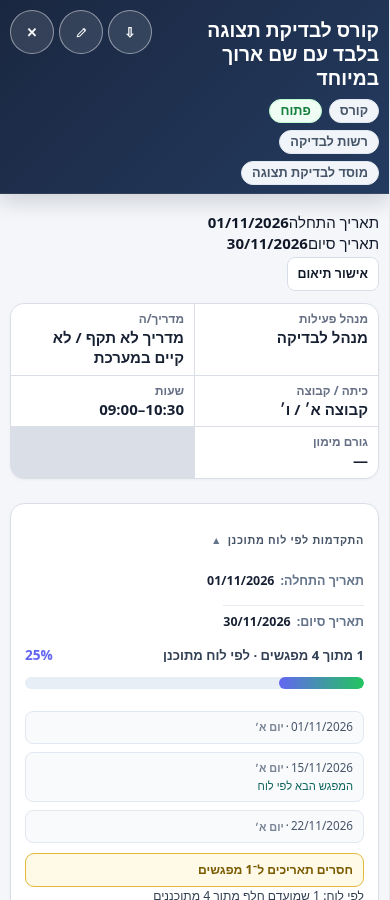 קורס לבדיקת תצוגה
בלבד עם שם ארוך
במיוחד
קורס
פתוח
רשות לבדיקה
מוסד לבדיקת תצוגה
תאריך התחלה01/11/2026
תאריך סיום30/11/2026
אישור תיאום
מנהל פעילות
מנהל לבדיקה
מדריך/ה
מדריך לא תקף / לא
קיים במערכת
כיתה / קבוצה
קבוצה א׳ / ו׳
שעות
09:00–10:30
גורם מימון
—
התקדמות לפי לוח מתוכנן ▲
תאריך התחלה: 01/11/2026
תאריך סיום: 30/11/2026
1 מתוך 4 מפגשים · לפי לוח מתוכנן
25%
01/11/2026 · יום א׳
15/11/2026 · יום א׳
המפגש הבא לפי לוח
22/11/2026 · יום א׳
חסרים תאריכים ל־1 מפגשים
לפי לוח: 1 שמועדם חלף מתוך 4 מתוכננים